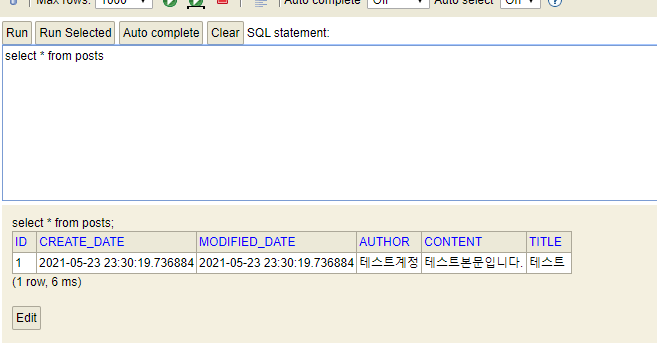 Max rows: 1000 Auto complete Off Auto select On ?
Run Run Selected Auto complete Clear SQL statement:
select * from posts
select * from posts;
ID CREATE_DATE MODIFIED_DATE AUTHOR CONTENT TITLE
1 2021-05-23 23:30:19.736884 2021-05-23 23:30:19.736884 테스트계정 테스트본문입니다. 테스트
(1 row, 6 ms)
Edit